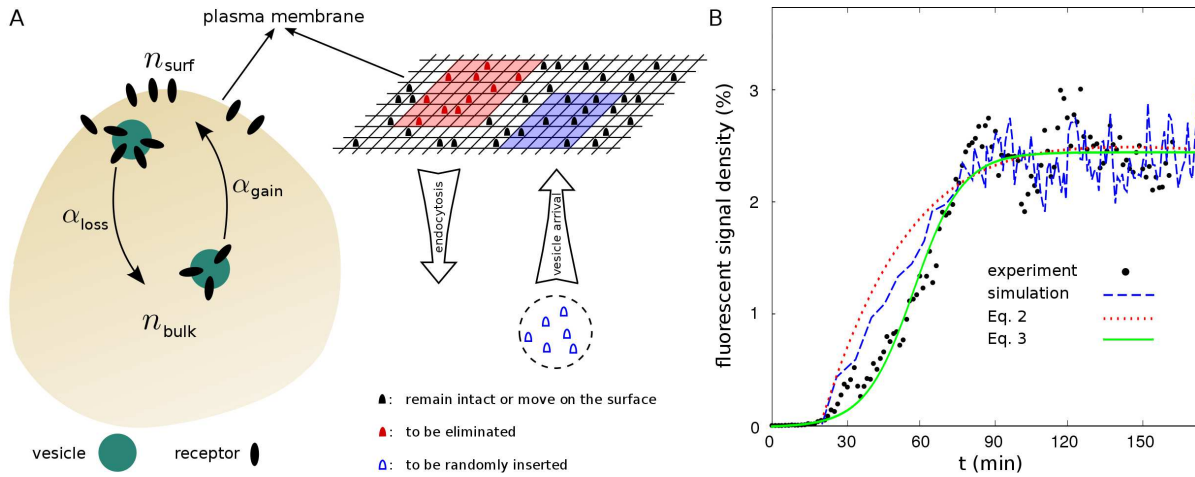 A
plasma membrane
n_surf
α_gain
α_loss
n_bulk
vesicle
receptor
endocytosis
vesicle arrival
: remain intact or move on the surface
: to be eliminated
: to be randomly inserted
B
fluorescent signal density (%)
3
2
1
0
experiment
simulation
Eq. 2
Eq. 3
0 30 60 90 120 150
t (min)